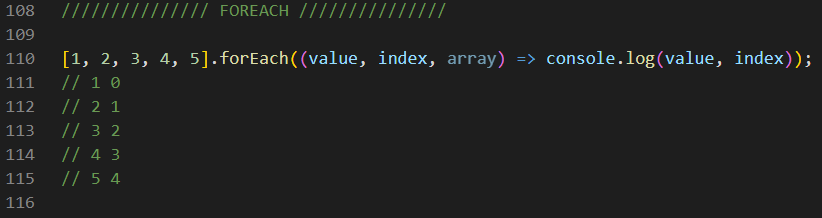 108 /////////////// FOREACH ///////////////
109
110 [1, 2, 3, 4, 5].forEach((value, index, array) => console.log(value, index));
111 // 1 0
112 // 2 1
113 // 3 2
114 // 4 3
115 // 5 4
116